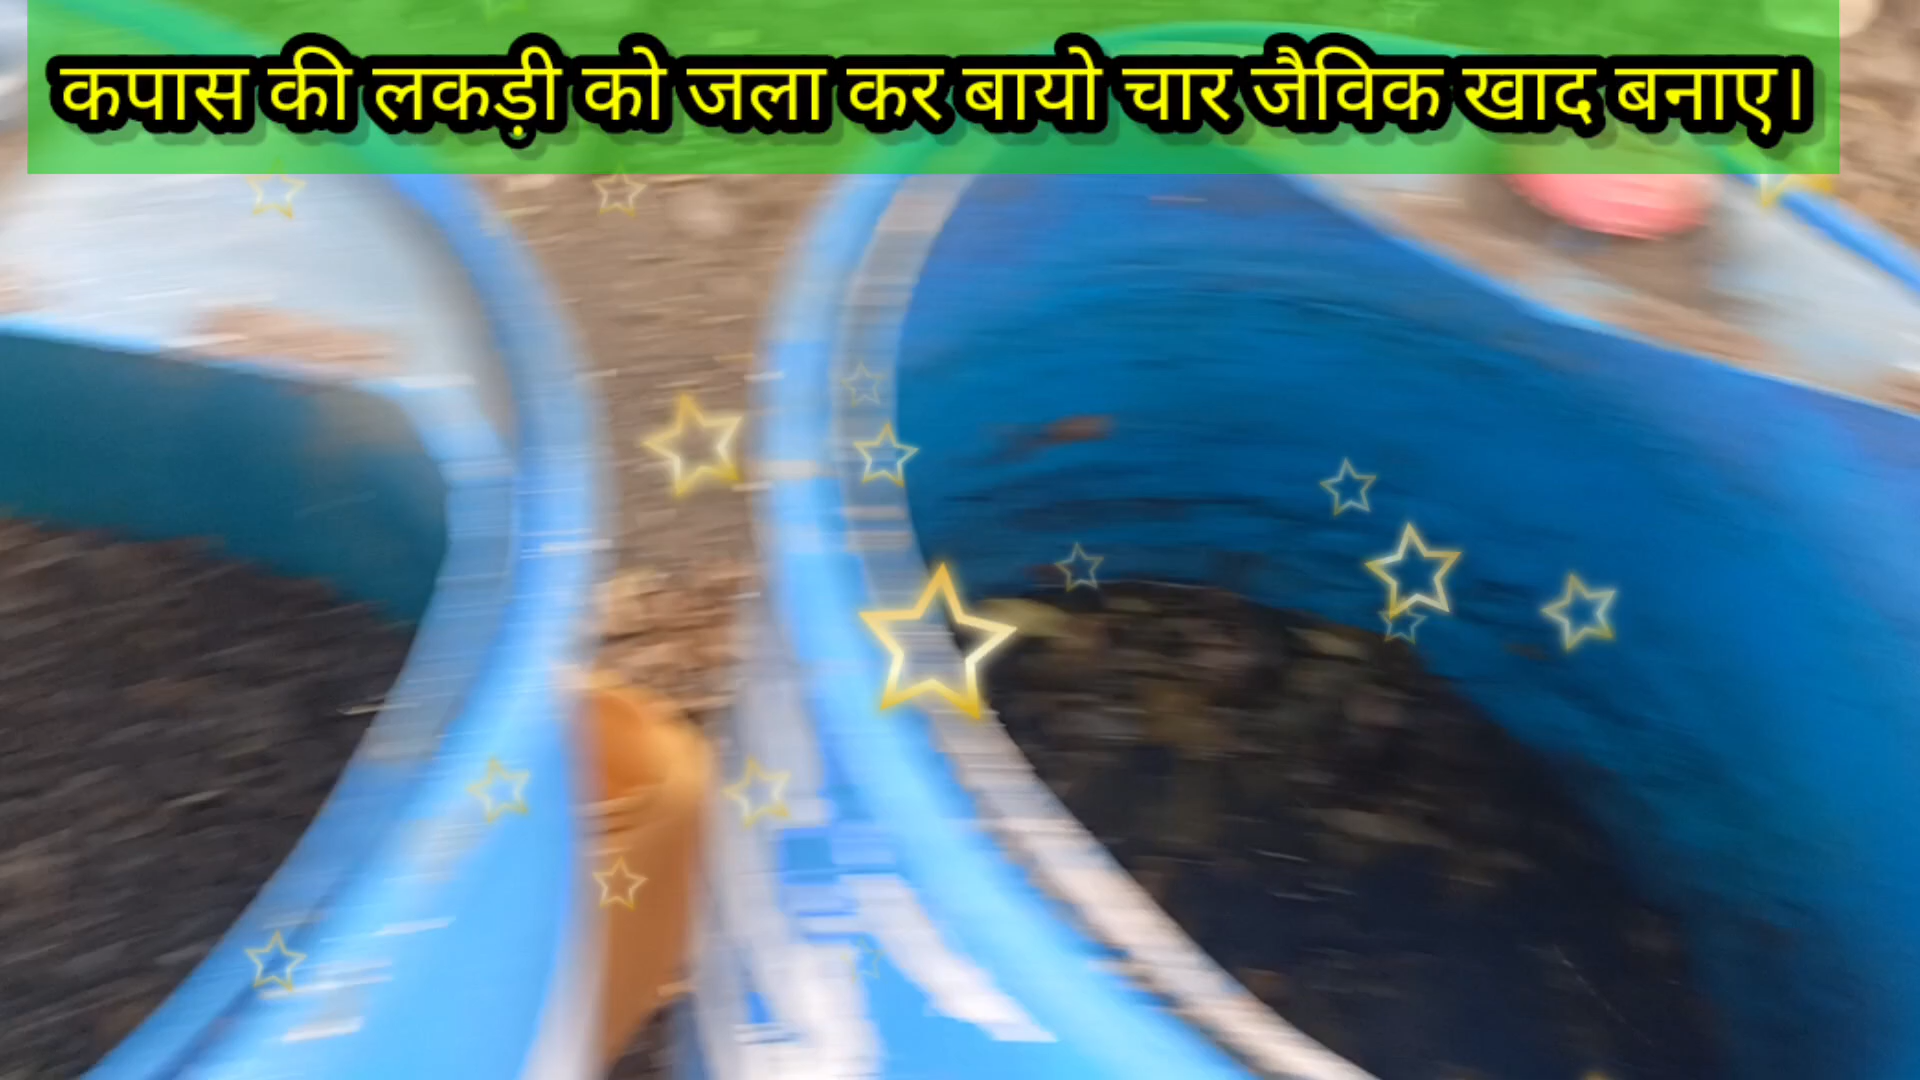 कपास की लकड़ी को जला कर बायो चार जैविक खाद बनाए।